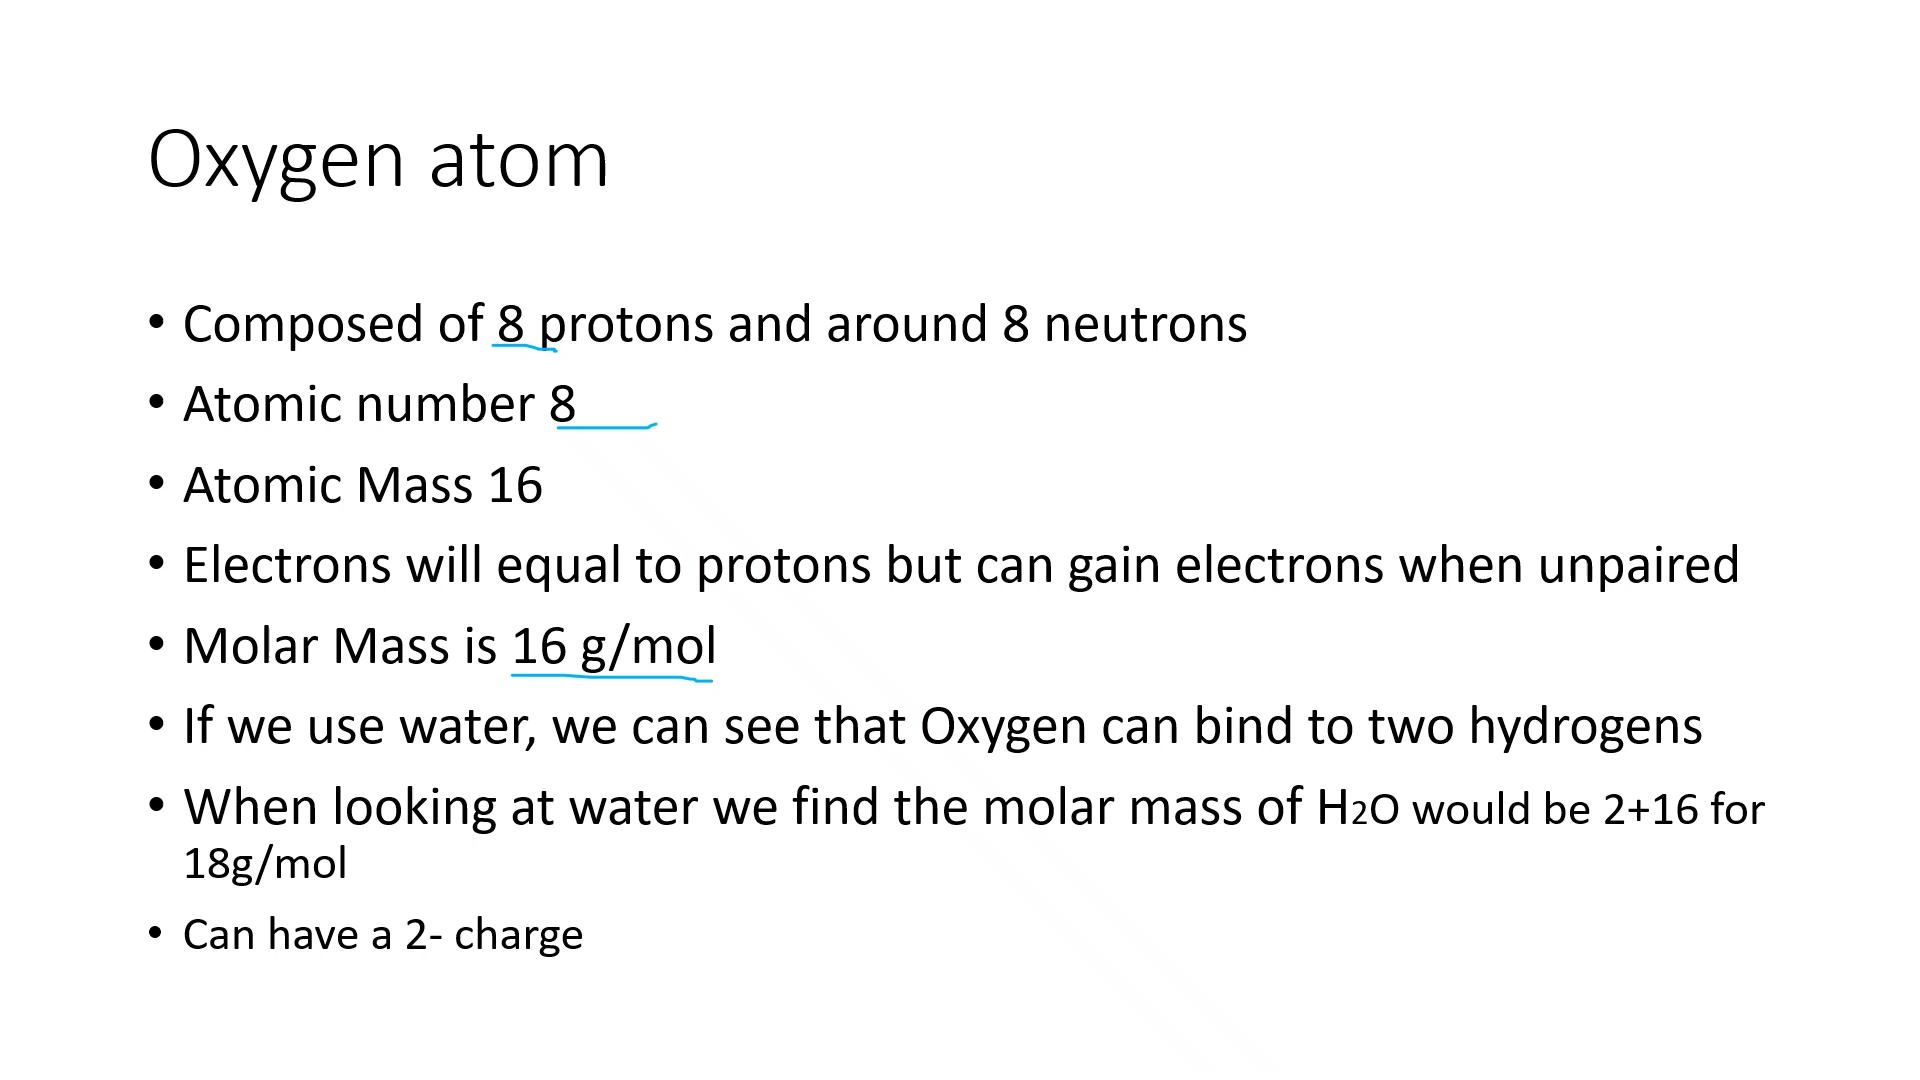 Oxygen atom
• Composed of 8 protons and around 8 neutrons
• Atomic number 8
• Atomic Mass 16
• Electrons will equal to protons but can gain electrons when unpaired
• Molar Mass is 16 g/mol
• If we use water, we can see that Oxygen can bind to two hydrogens
• When looking at water we find the molar mass of H2O would be 2+16 for
18g/mol
• Can have a 2- charge